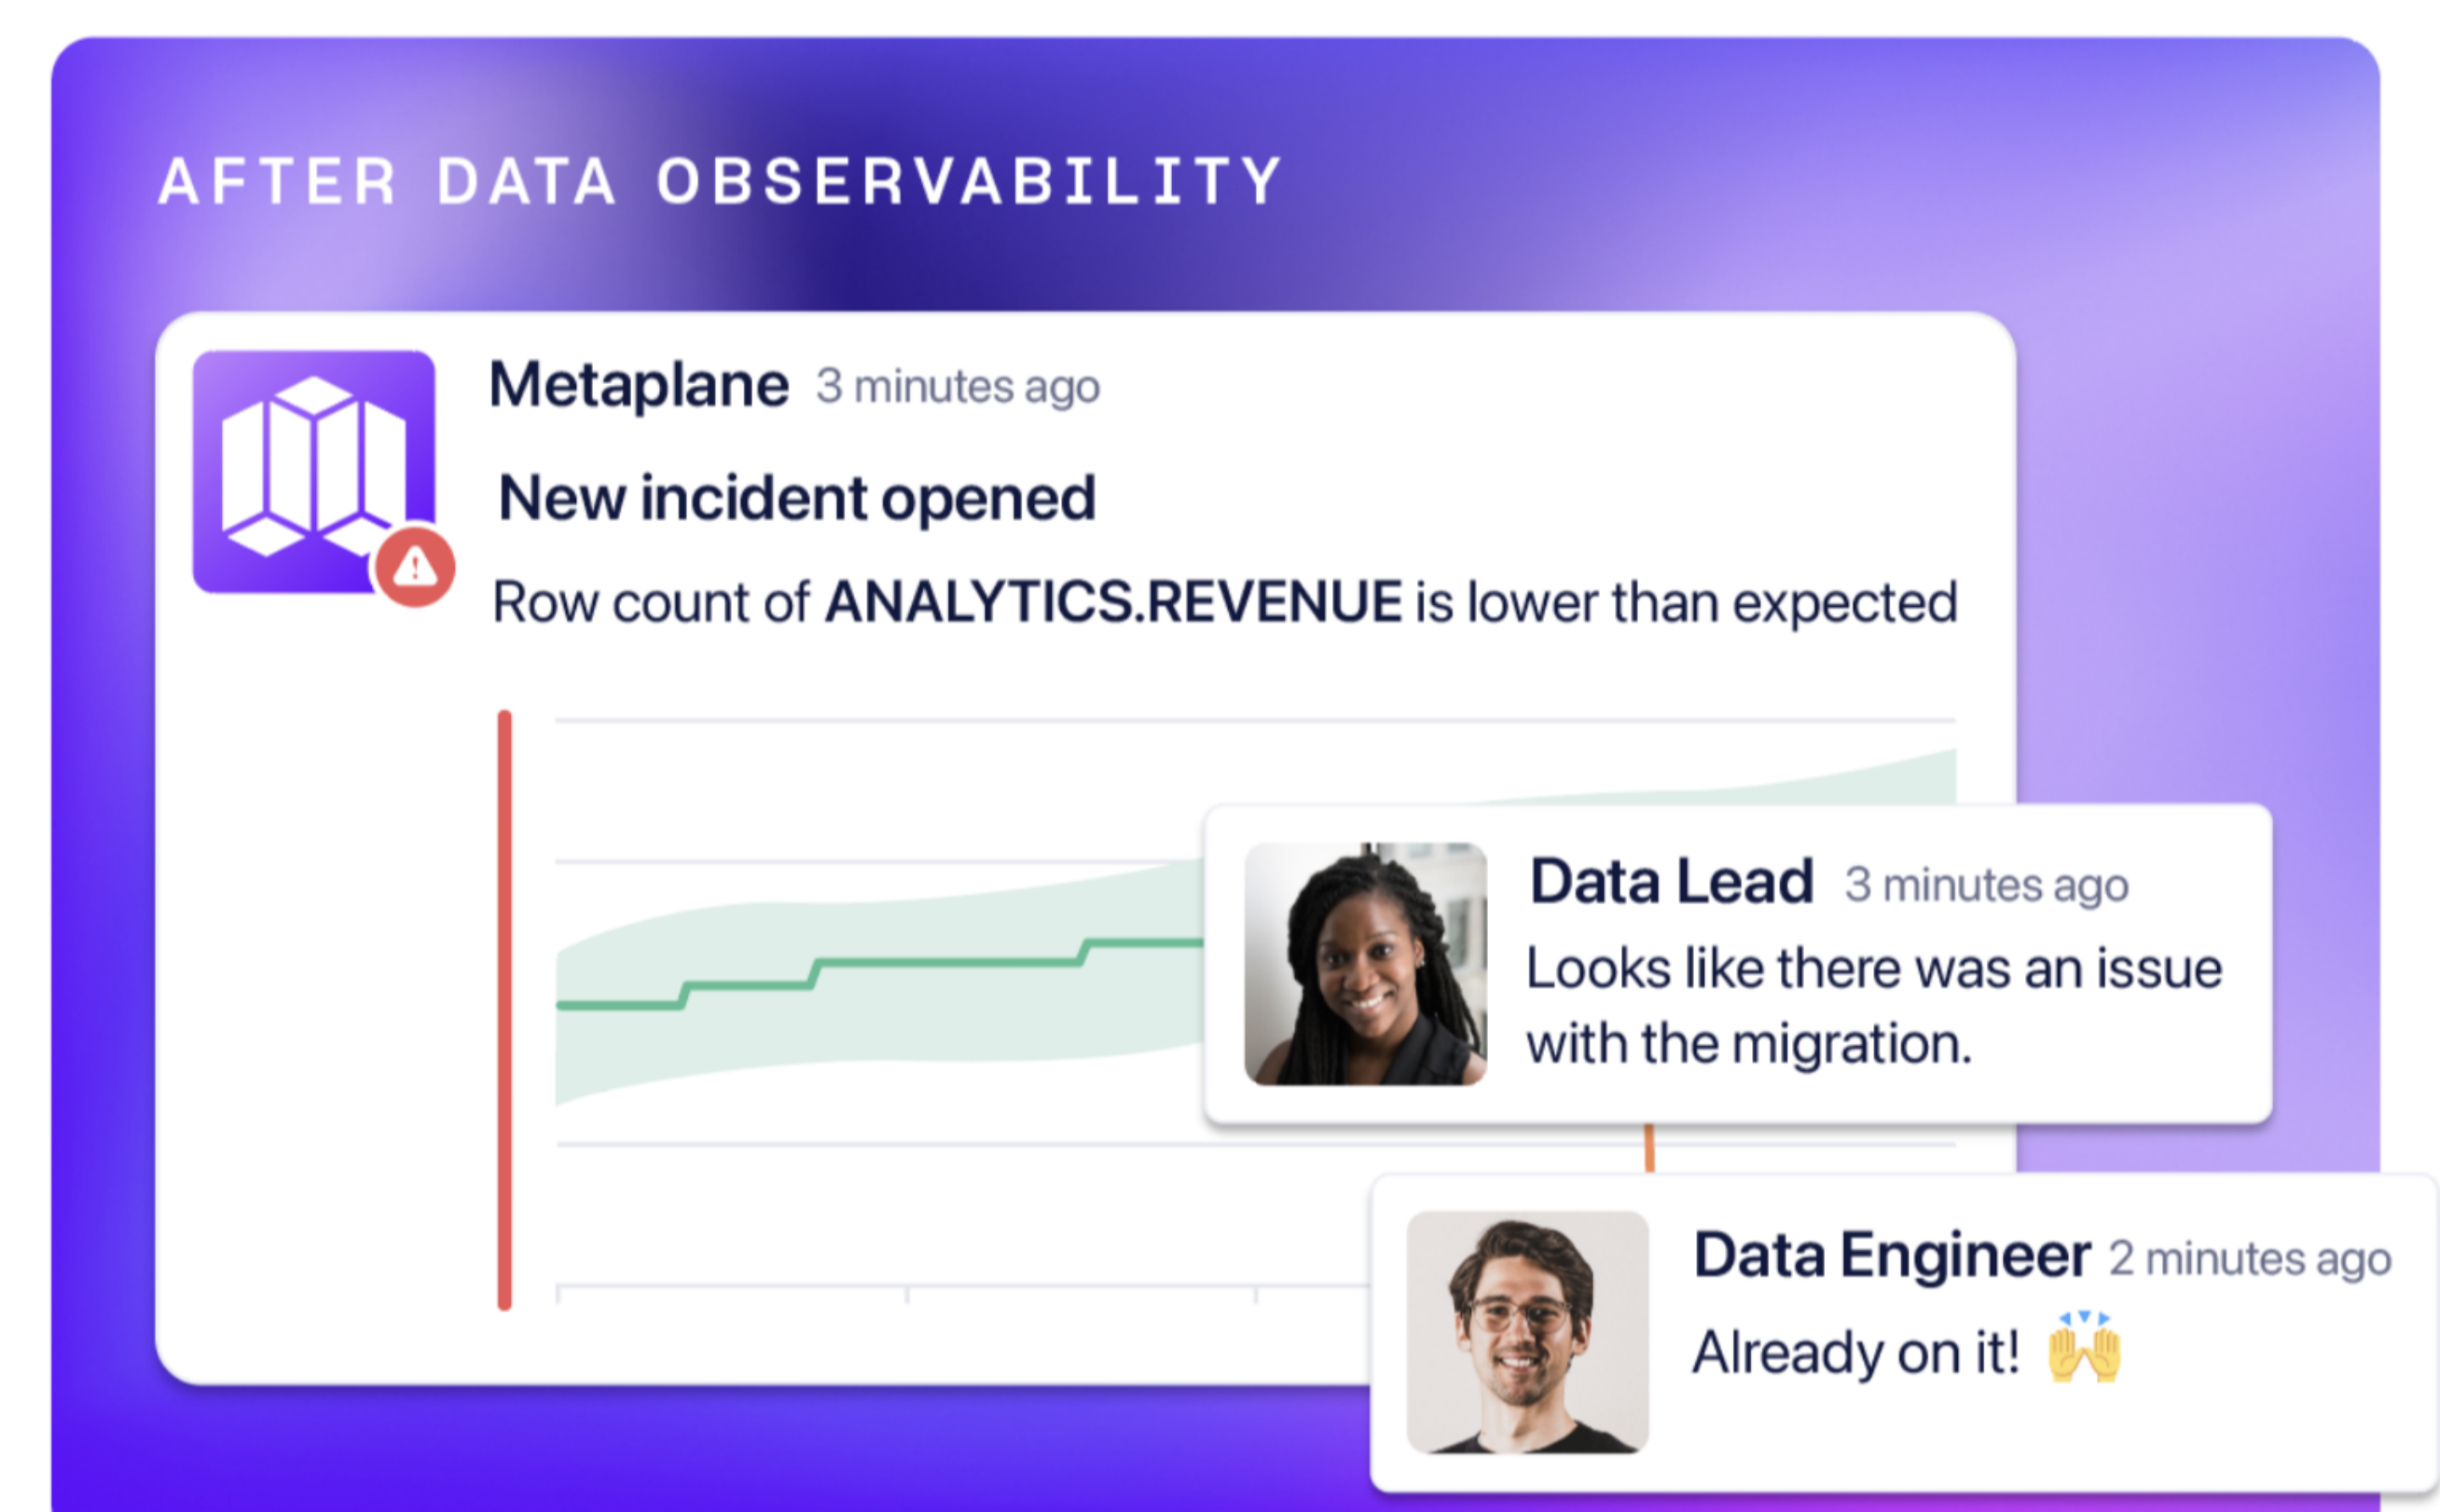 AFTER DATA OBSERVABILITY
Metaplane 3 minutes ago
New incident opened
Row count of ANALYTICS.REVENUE is lower than expected
Data Lead 3 minutes ago
Looks like there was an issue
with the migration.
Data Engineer 2 minutes ago
Already on it! 🙌